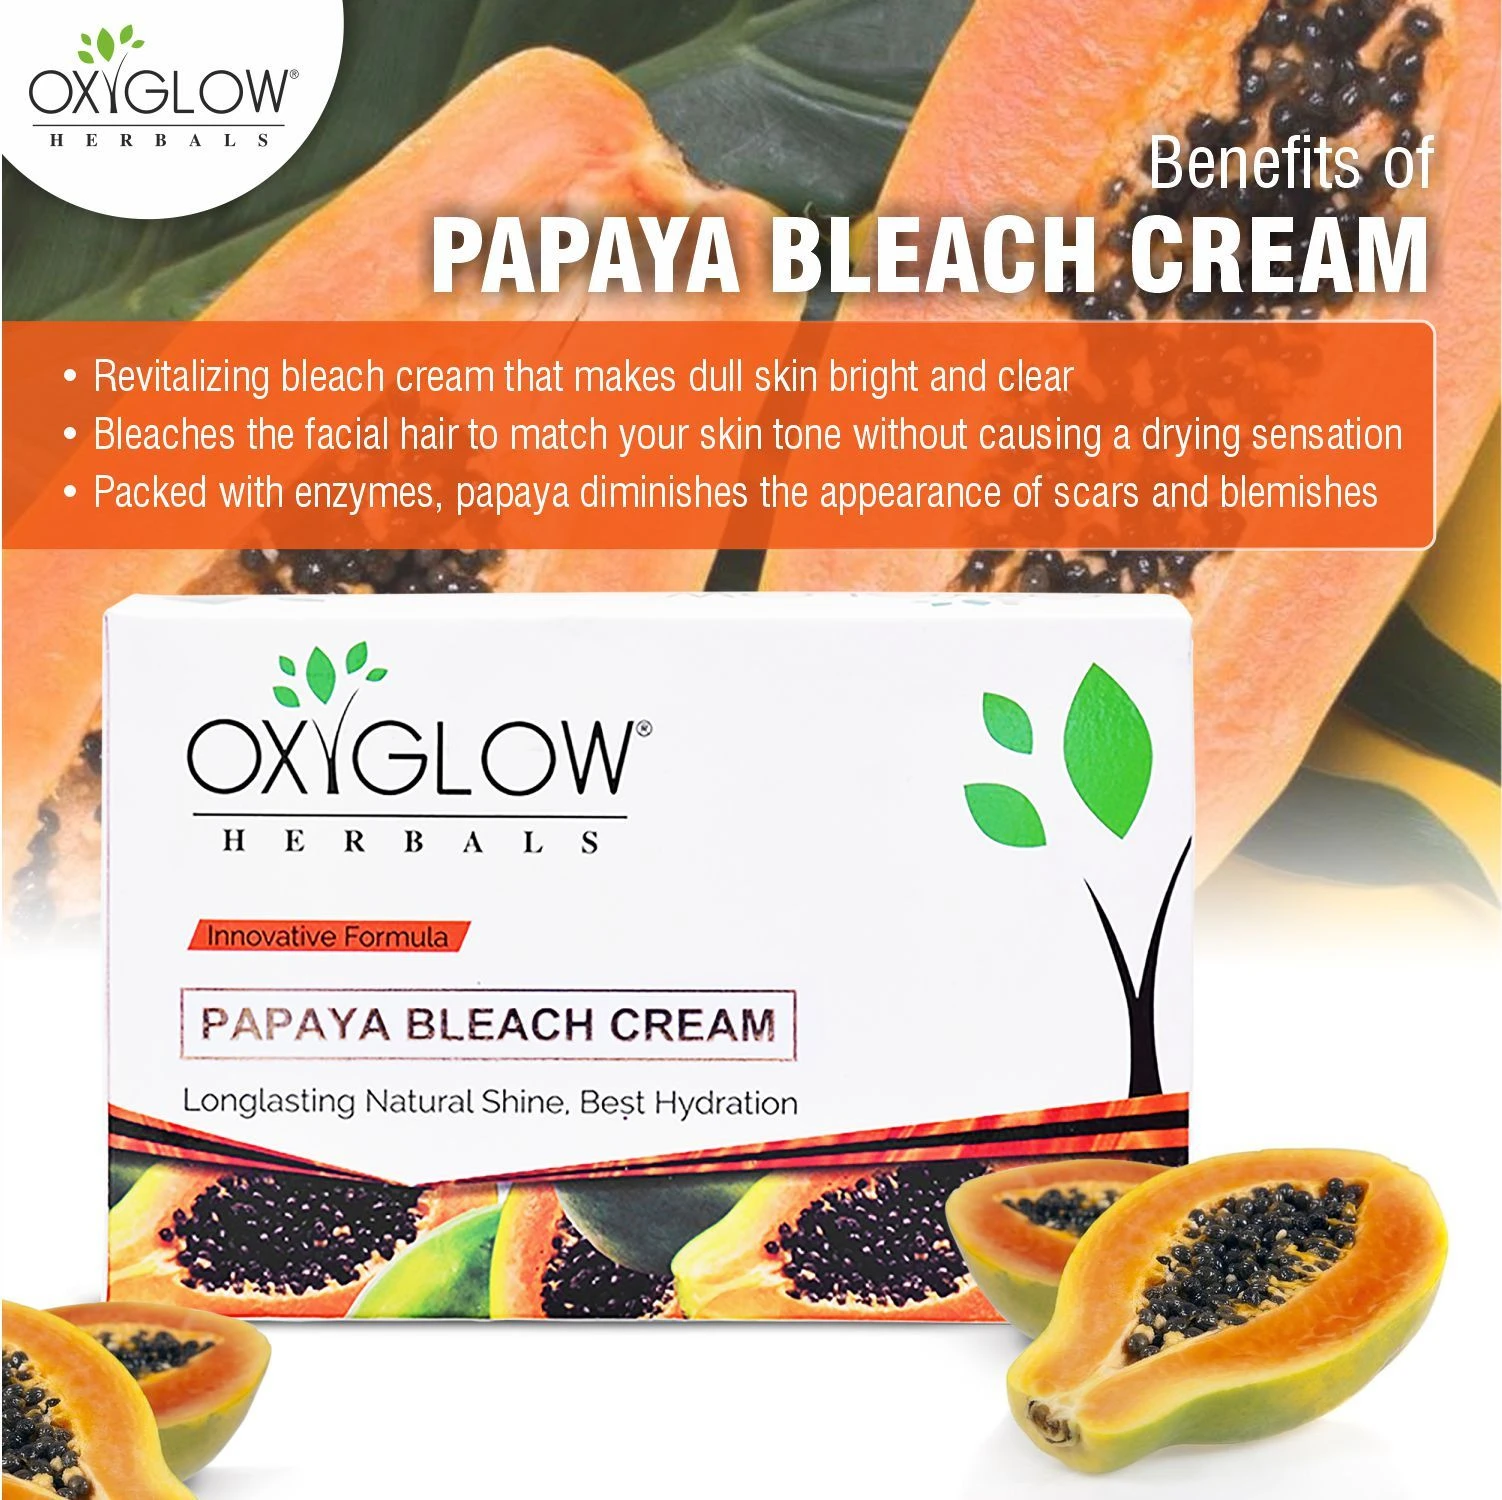 OXYGLOW®
HERBALS
Benefits of
PAPAYA BLEACH CREAM
• Revitalizing bleach cream that makes dull skin bright and clear
• Bleaches the facial hair to match your skin tone without causing a drying sensation
• Packed with enzymes, papaya diminishes the appearance of scars and blemishes
OXYGLOW®
HERBALS
Innovative Formula
PAPAYA BLEACH CREAM
Longlasting Natural Shine, Best Hydration